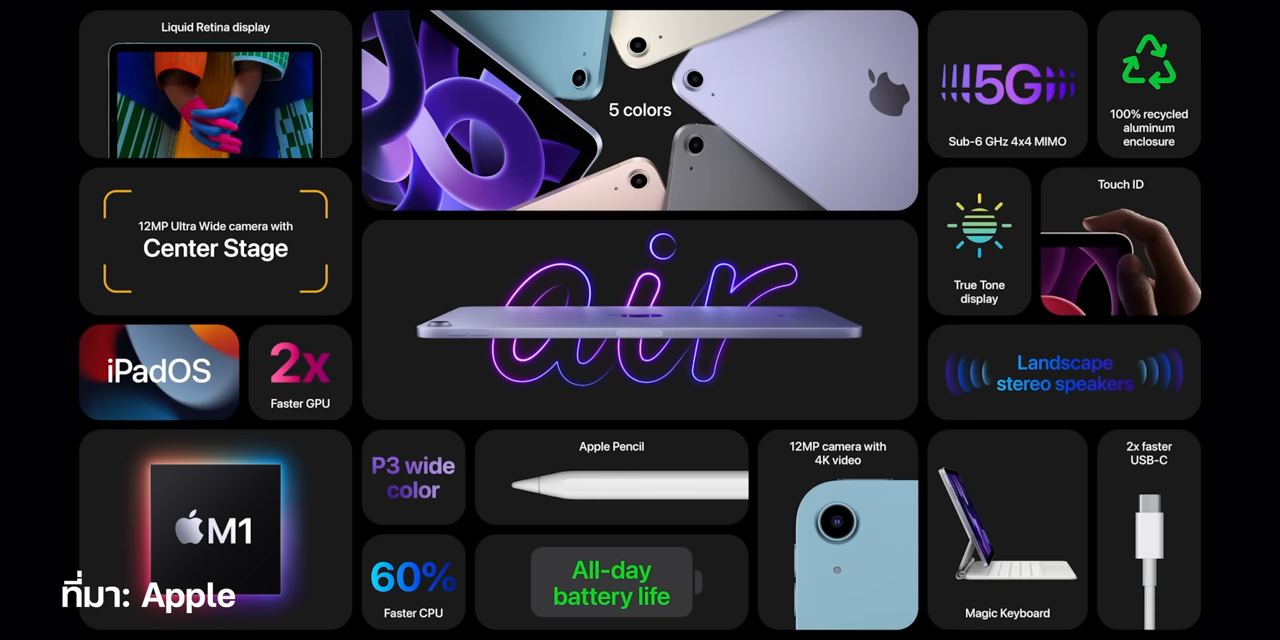 Liquid Retina display
5 colors
5G
Sub-6 GHz 4x4 MIMO
100% recycled
aluminum
enclosure
12MP Ultra Wide camera with
Center Stage
air
True Tone
display
Touch ID
iPadOS
2x
Faster GPU
Landscape
stereo speakers
M1
P3 wide
color
60%
Faster CPU
Apple Pencil
All-day
battery life
12MP camera with
4K video
Magic Keyboard
2x faster
USB-C
ที่มา: Apple